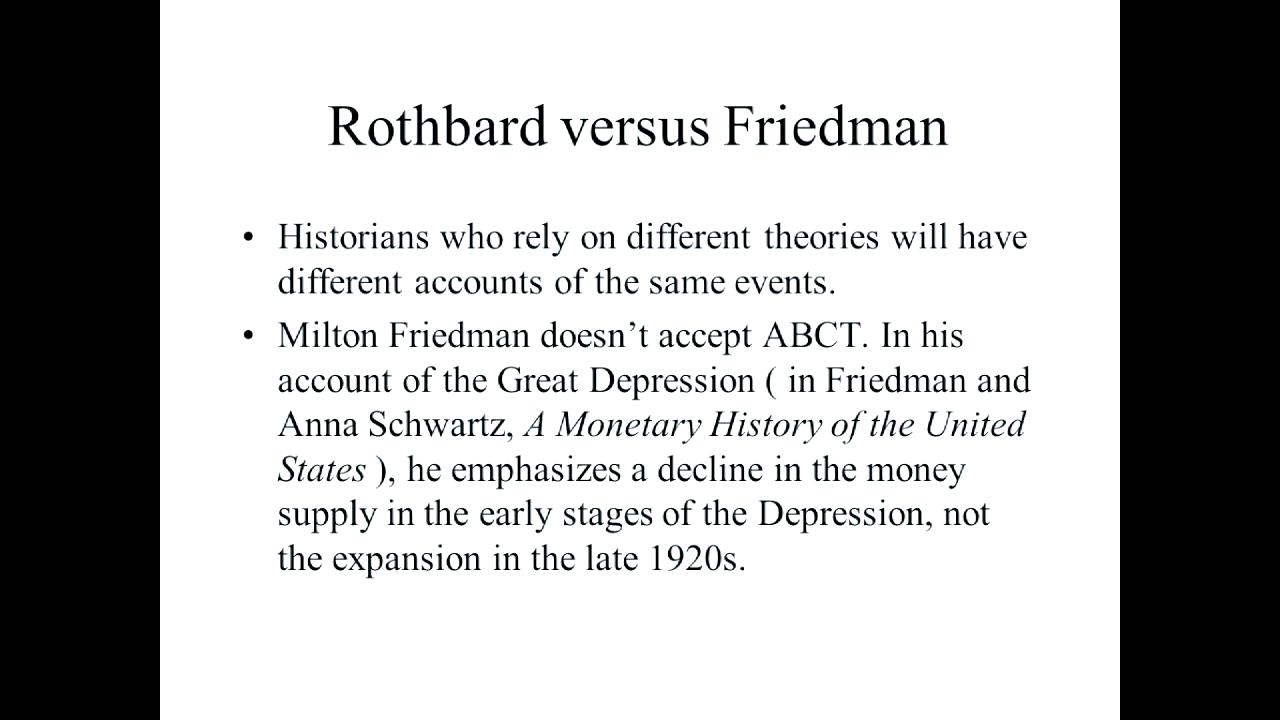 Rothbard versus Friedman
• Historians who rely on different theories will have
different accounts of the same events.
• Milton Friedman doesn’t accept ABCT. In his
account of the Great Depression ( in Friedman and
Anna Schwartz, A Monetary History of the United
States ), he emphasizes a decline in the money
supply in the early stages of the Depression, not
the expansion in the late 1920s.